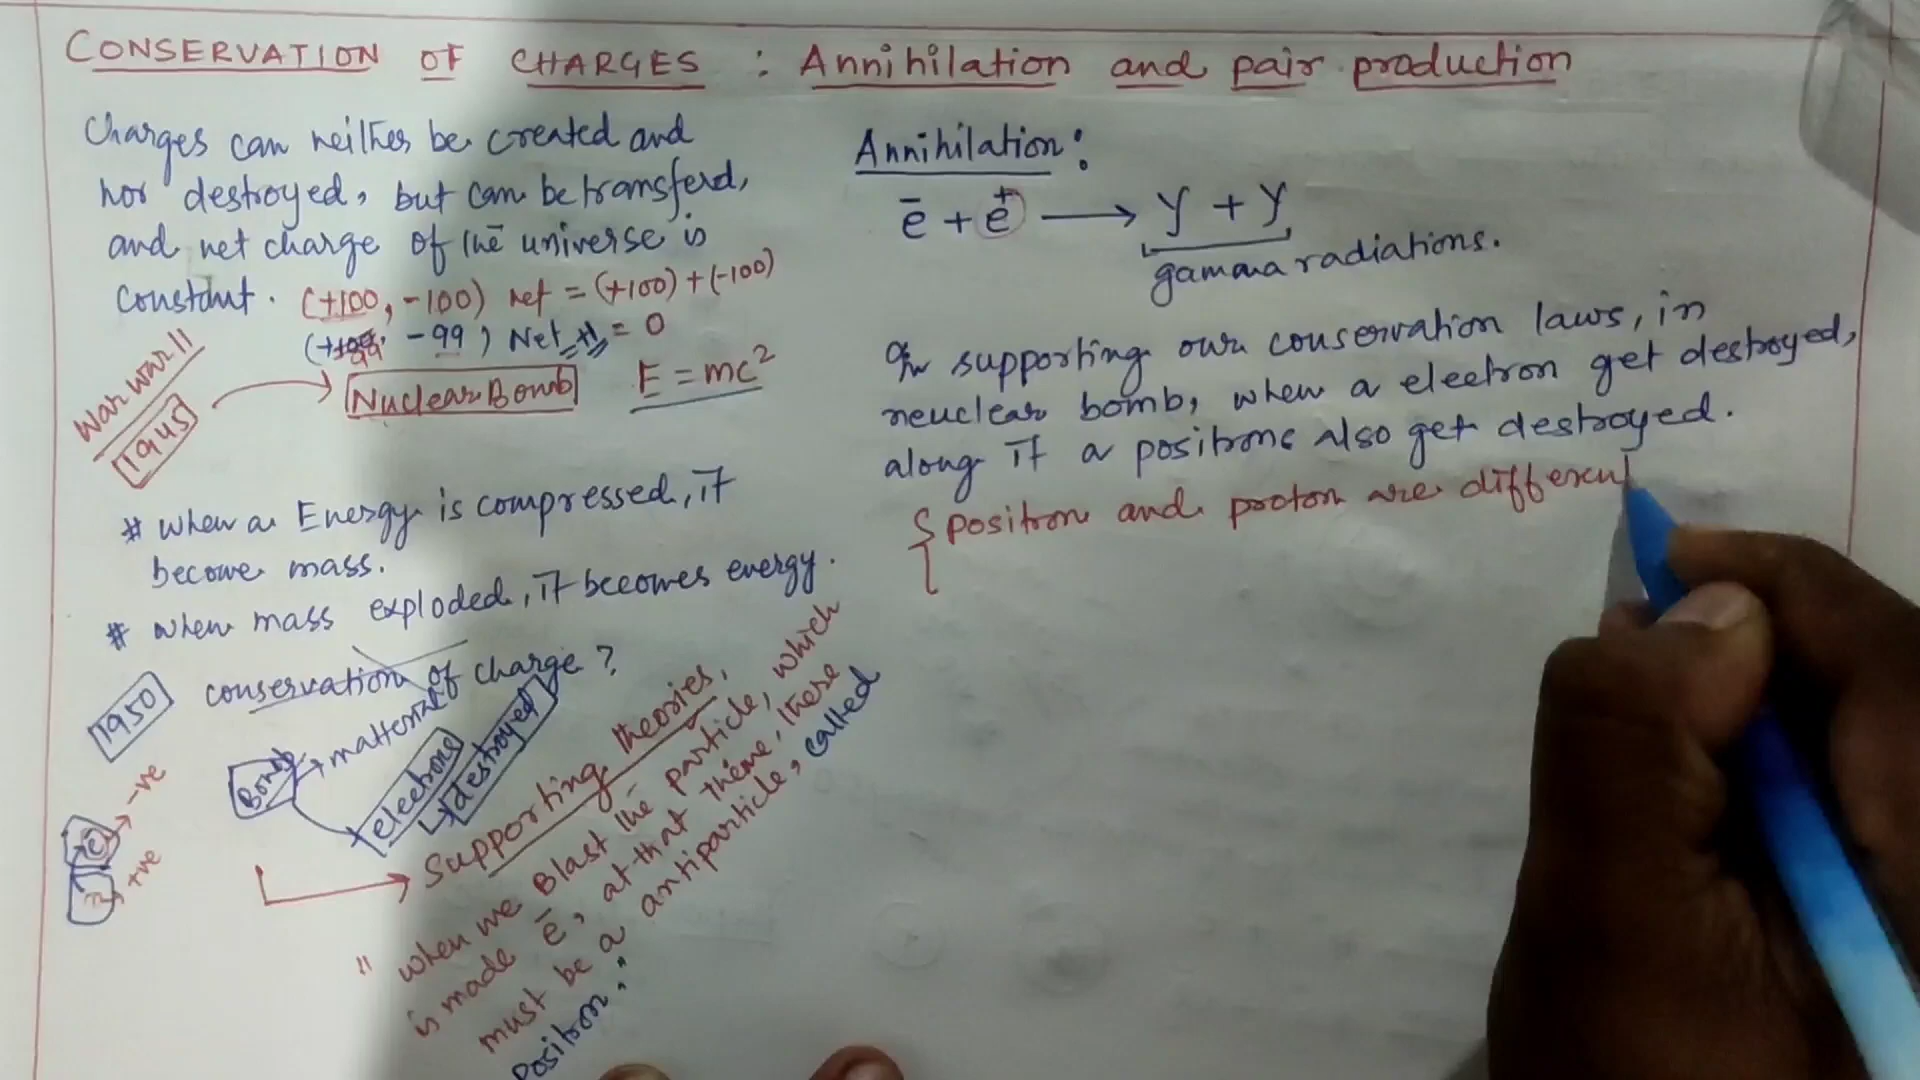 CONSERVATION OF CHARGES : Annihilation and pair production
Charges can neither be created and
nor destroyed, but can be transferd,
and net charge of the universe is
constant. (+100, -100) net = (+100) + (-100)
-99) Net = 0
War War II
1945
Nuclear Bomb
E = mc²
# when a Energy is compressed, it
become mass.
# when mass exploded, it becomes energy.
1950
conservation of charge ?
Bomb
material
electrons
destroyed
-ve
e
+ve
Supporting theories,
" when we Blast the particle, which
is made e̅, at that theme, there
must be a antiparticle, called
Positron."
Annihilation :
e̅ + e⁺ → γ + γ
gamma radiations.
supporting our conservation laws, in
neuclear bomb, when a electron get destroyed,
along it a positrons also get destroyed.
{ positron and proton are different